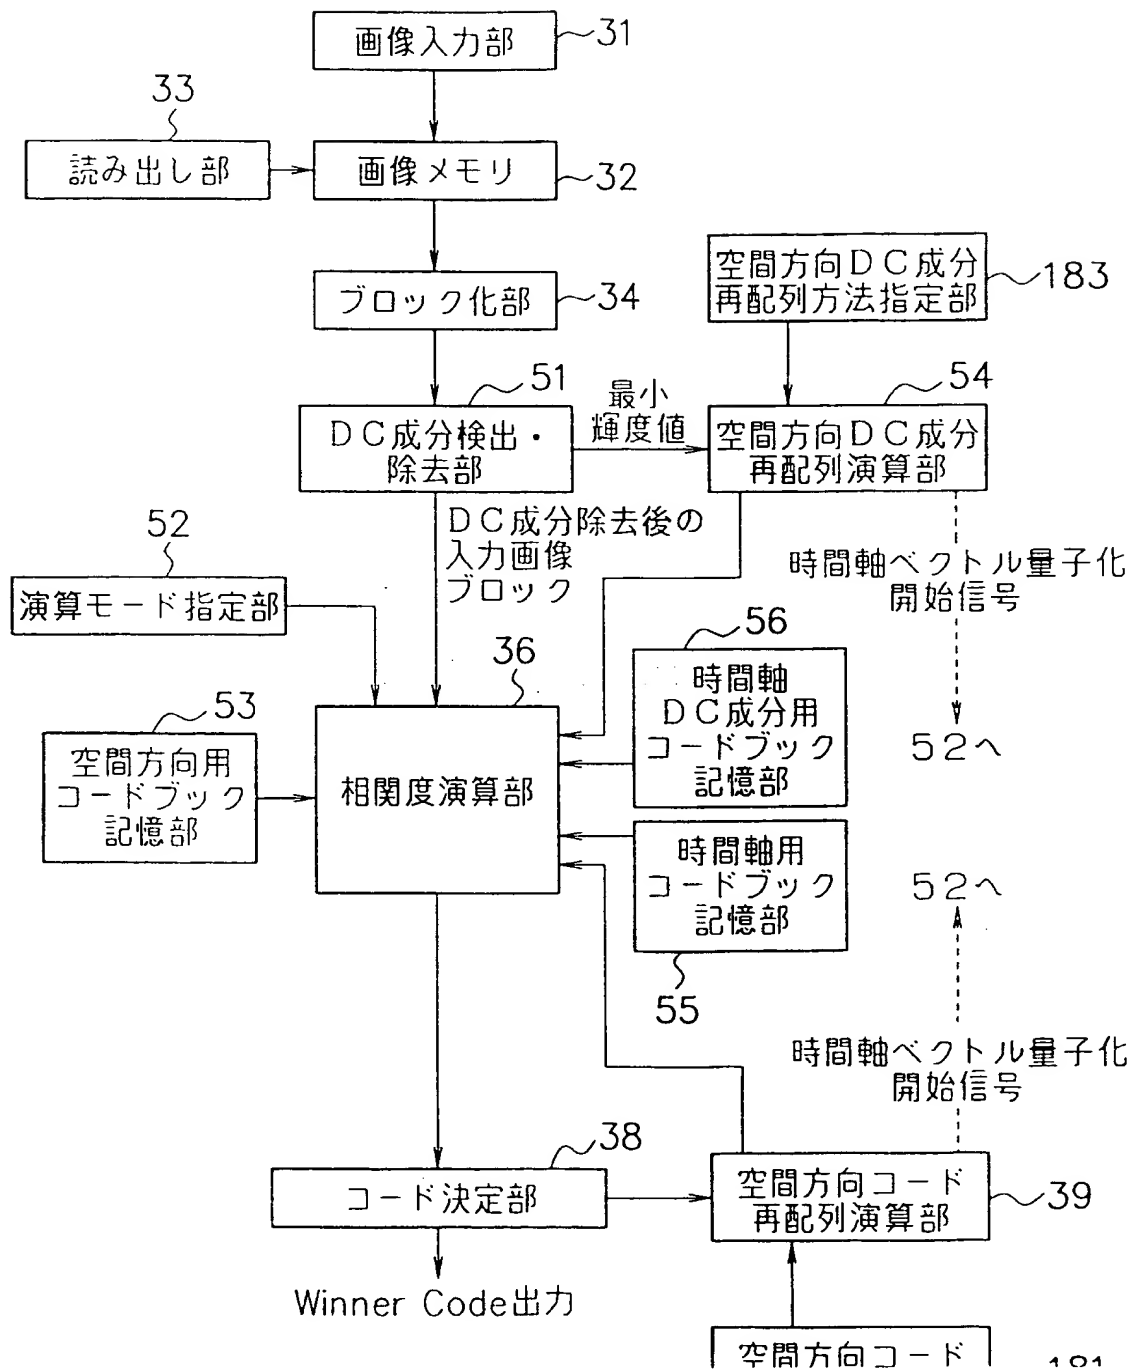 画像入力部
31
33
読み出し部
画像メモリ
32
ブロック化部
34
空間方向DC成分
再配列方法指定部
183
51
DC成分検出・
除去部
最小
輝度値
54
空間方向DC成分
再配列演算部
DC成分除去後の
入力画像
ブロック
時間軸ベクトル量子化
開始信号
52
演算モード指定部
36
56
時間軸
DC成分用
コードブック
記憶部
52へ
53
空間方向用
コードブック
記憶部
相関度演算部
時間軸用
コードブック
記憶部
55
52へ
時間軸ベクトル量子化
開始信号
38
コード決定部
空間方向コード
再配列演算部
39
Winner Code出力
空間方向コード
181